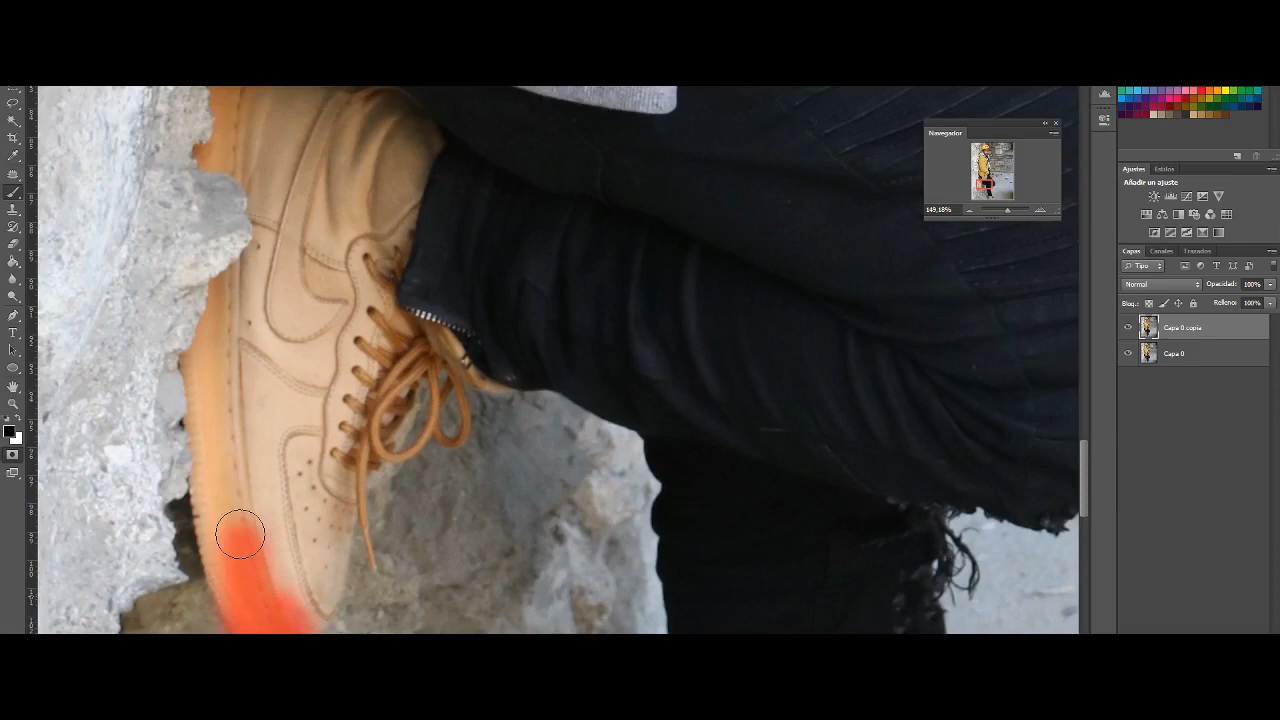 Navegador
149,18%
Ajustes Estilos
Añadir un ajuste
Capas Canales Trazados
Tipo
Normal Opacidad: 100%
Bloq.: Relleno: 100%
Capa 0 copia
Capa 0